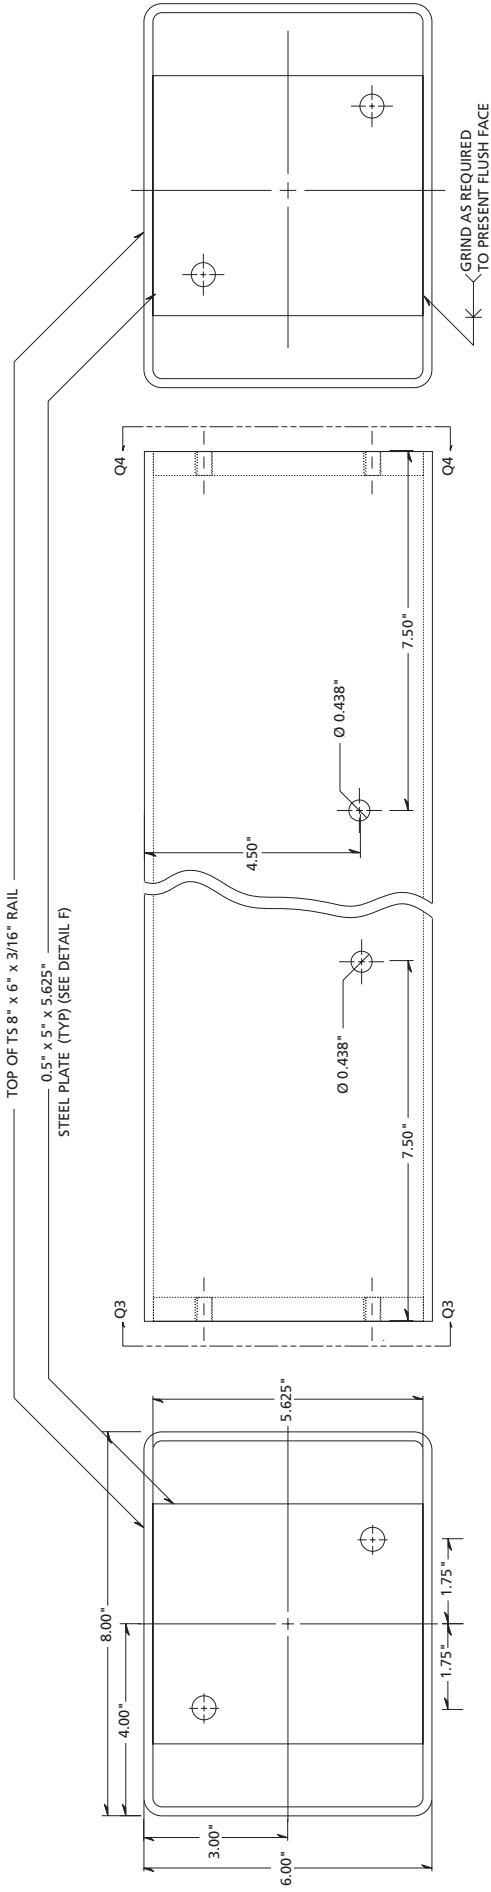 TOP OF TS 8" x 6" x 3/16" RAIL
0.5" x 5" x 5.625"
STEEL PLATE (TYP) (SEE DETAIL F)
8.00"
4.00"
3.00"
6.00"
5.625"
1.75"
1.75"
Q3
Q3
7.50"
Ø 0.438"
4.50"
Ø 0.438"
7.50"
Q4
Q4
GRIND AS REQUIRED
TO PRESENT FLUSH FACE